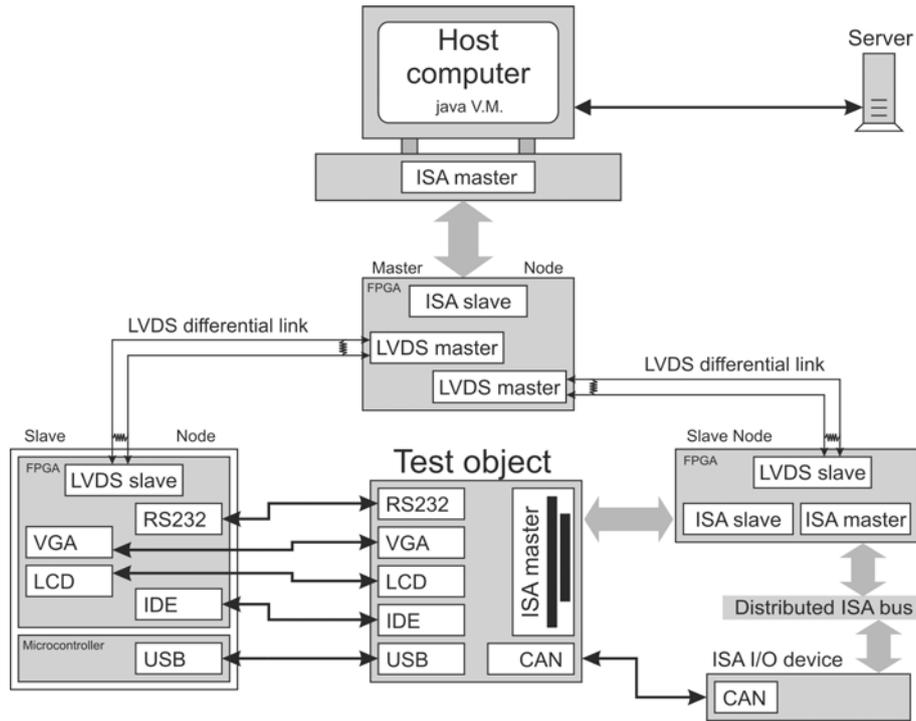 Host
computer
java V.M.
Server
ISA master
Master Node
FPGA
ISA slave
LVDS differential link
LVDS master
LVDS master
LVDS differential link
Slave Node
FPGA
LVDS slave
RS232
VGA
LCD
IDE
Microcontroller
USB
Test object
RS232
VGA
LCD
IDE
USB
ISA master
CAN
Slave Node
FPGA
LVDS slave
ISA slave
ISA master
Distributed ISA bus
ISA I/O device
CAN